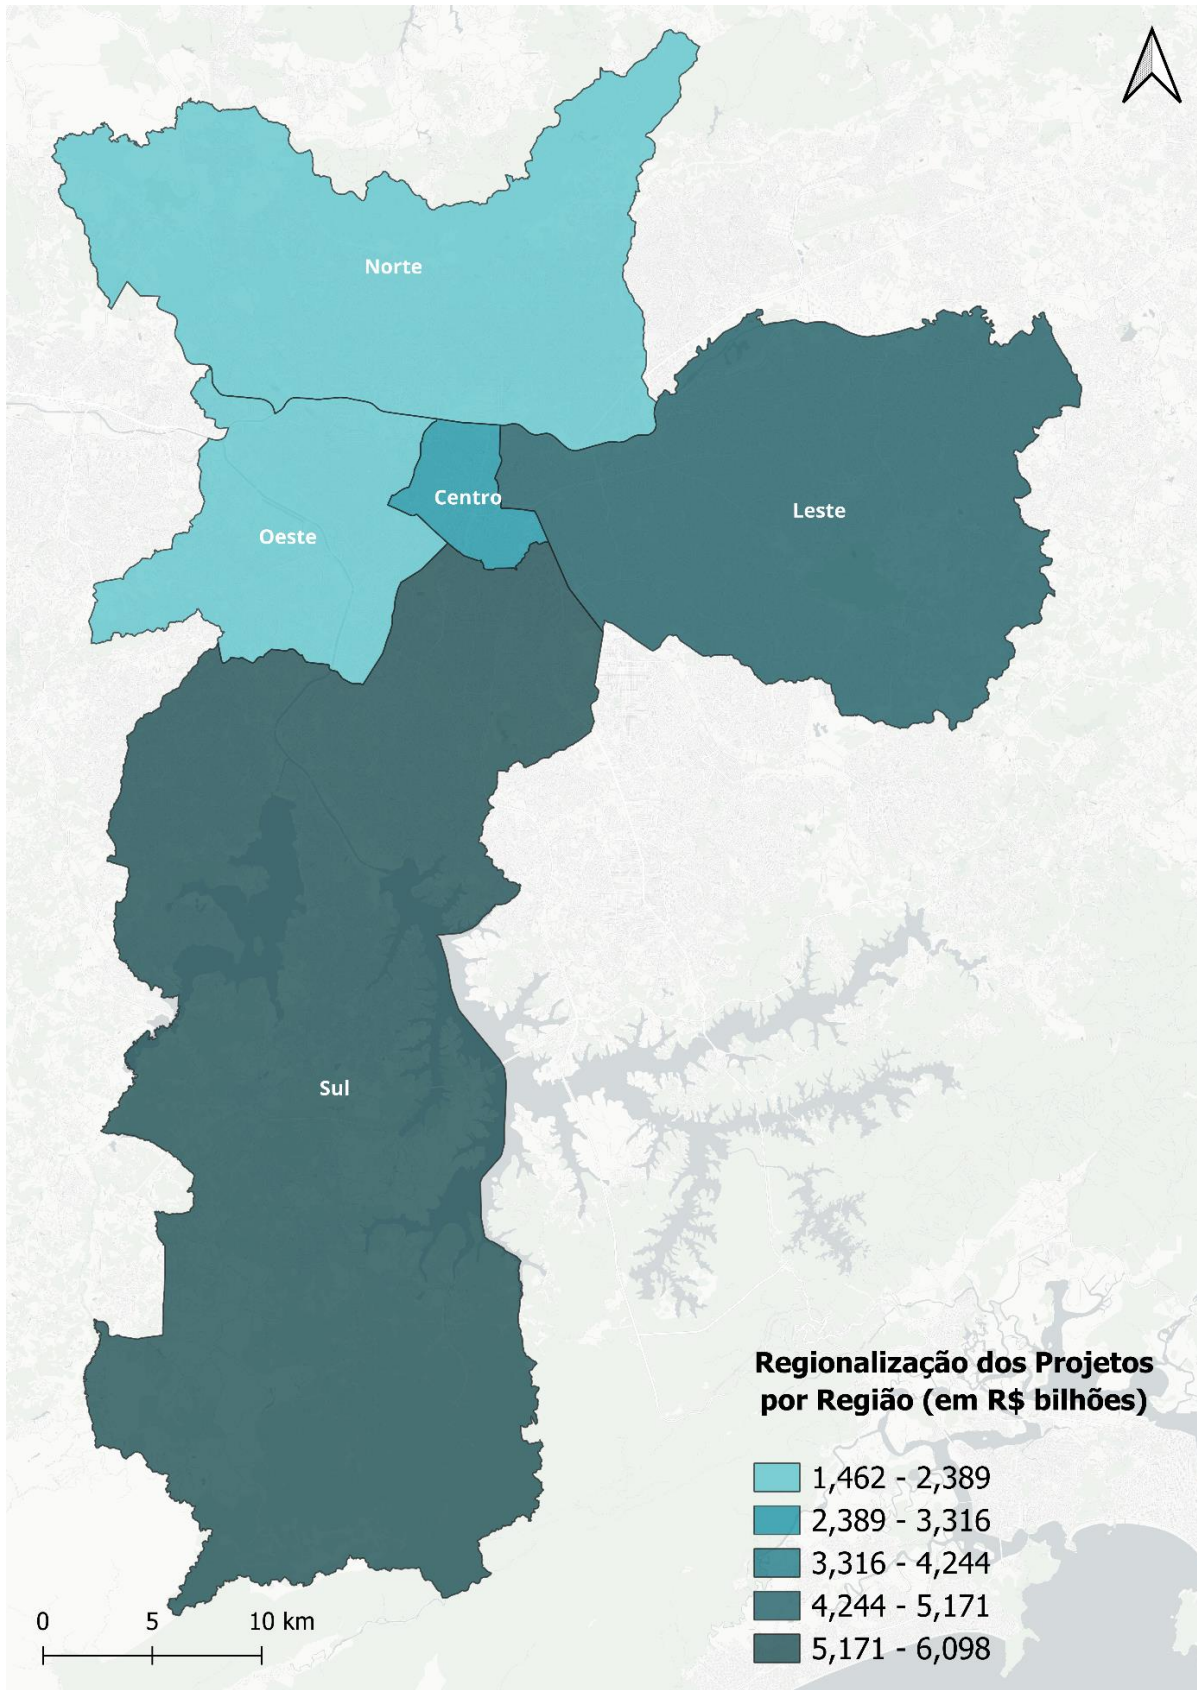 Norte
Centro
Leste
Oeste
Sul
Regionalização dos Projetos
por Região (em R$ bilhões)
1,462 - 2,389
2,389 - 3,316
3,316 - 4,244
4,244 - 5,171
5,171 - 6,098
0 5 10 km